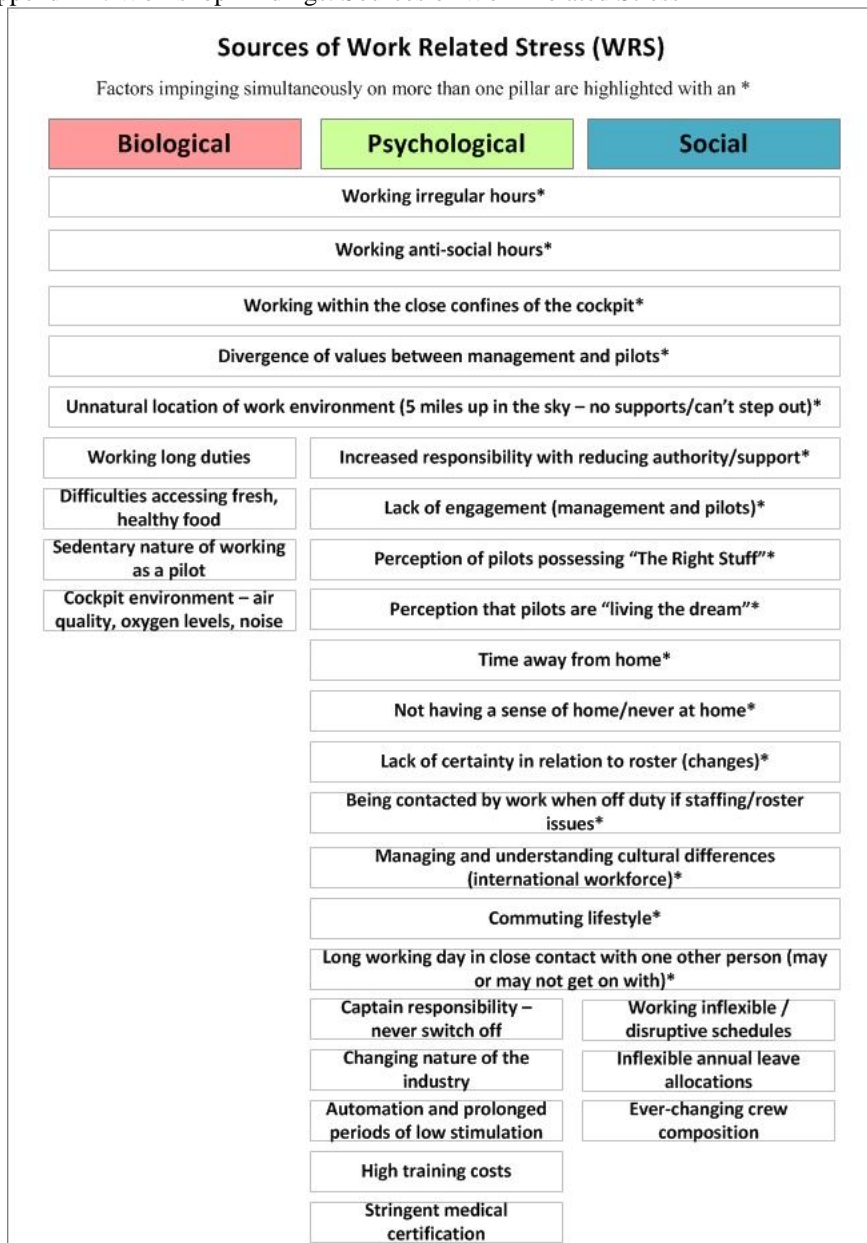 Sources of Work Related Stress (WRS)
Factors impinging simultaneously on more than one pillar are highlighted with an *
Biological
Psychological
Social
Working irregular hours*
Working anti-social hours*
Working within the close confines of the cockpit*
Divergence of values between management and pilots*
Unnatural location of work environment (5 miles up in the sky – no supports/can't step out)*
Working long duties
Difficulties accessing fresh,
healthy food
Sedentary nature of working
as a pilot
Cockpit environment – air
quality, oxygen levels, noise
Increased responsibility with reducing authority/support*
Lack of engagement (management and pilots)*
Perception of pilots possessing "The Right Stuff"*
Perception that pilots are "living the dream"*
Time away from home*
Not having a sense of home/never at home*
Lack of certainty in relation to roster (changes)*
Being contacted by work when off duty if staffing/roster
issues*
Managing and understanding cultural differences
(international workforce)*
Commuting lifestyle*
Long working day in close contact with one other person (may
or may not get on with)*
Captain responsibility –
never switch off
Changing nature of the
industry
Automation and prolonged
periods of low stimulation
High training costs
Stringent medical
certification
Working inflexible /
disruptive schedules
Inflexible annual leave
allocations
Ever-changing crew
composition